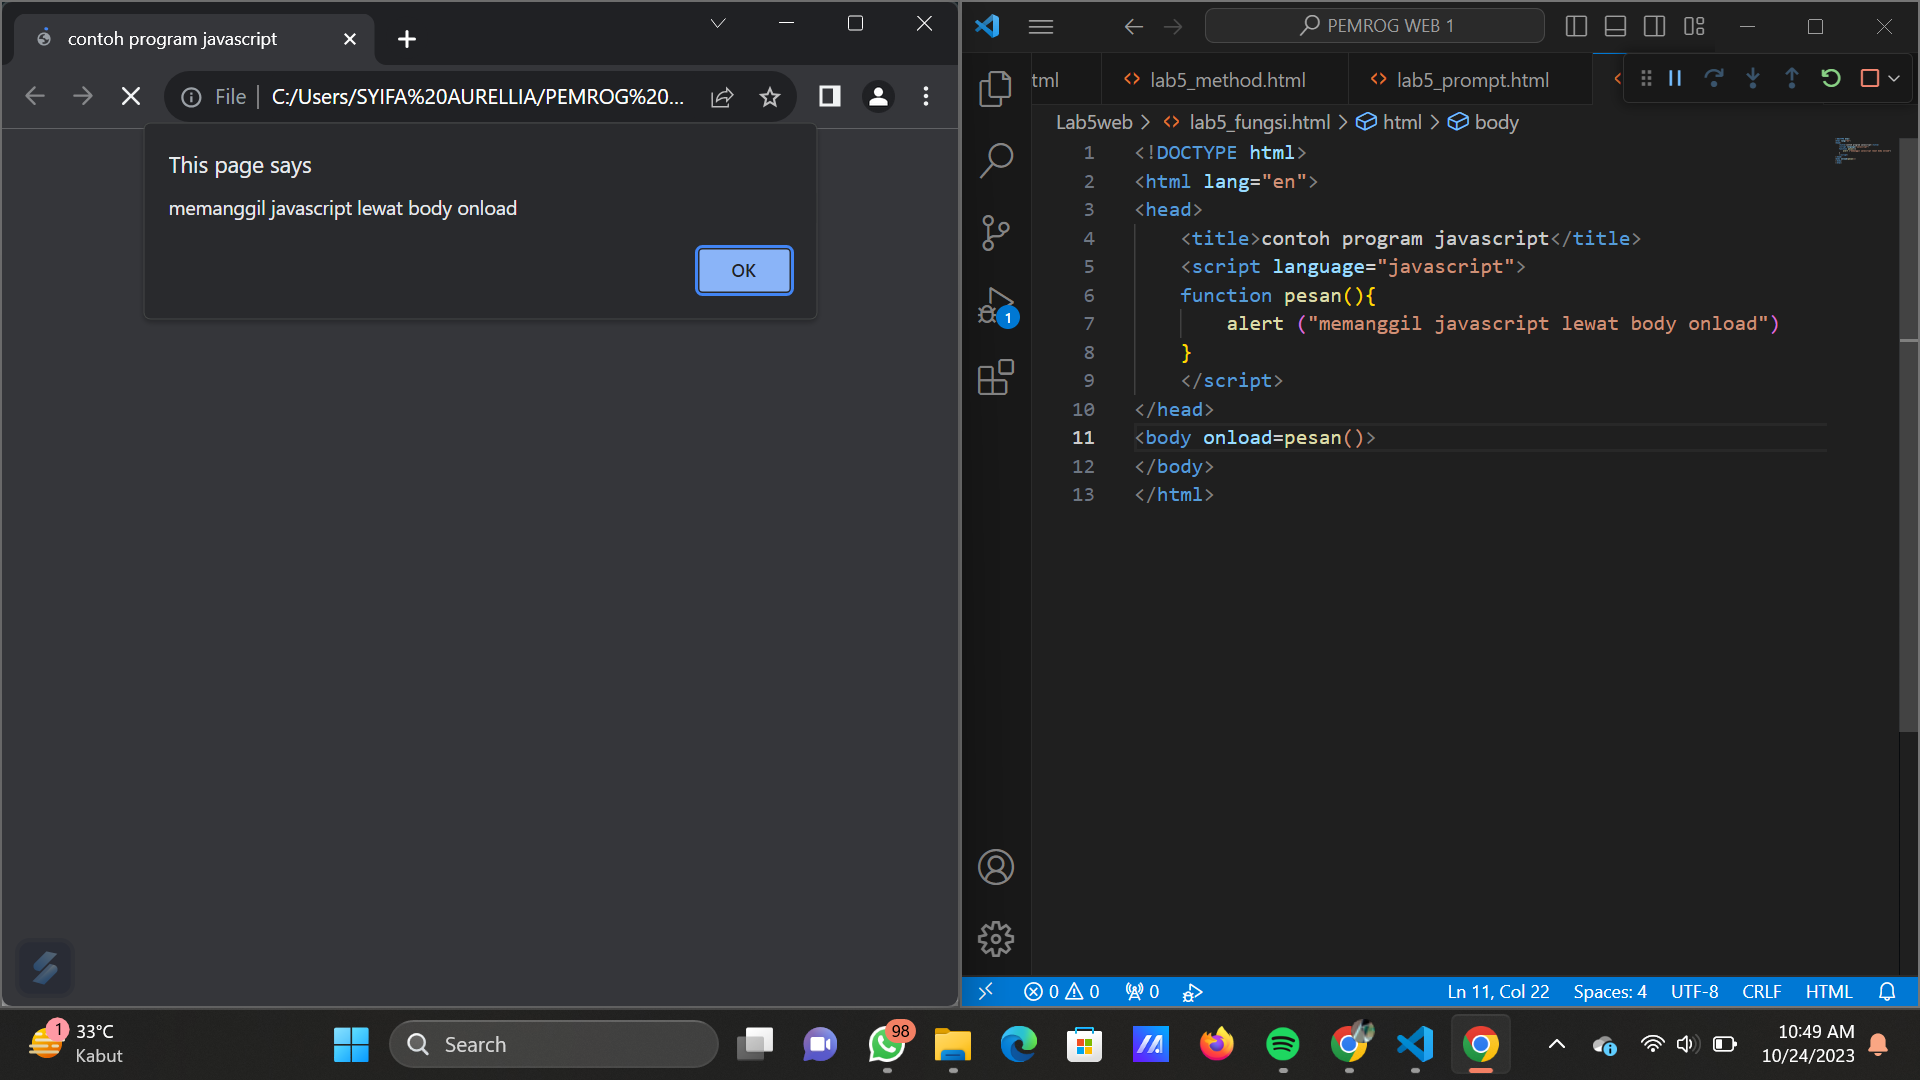 contoh program javascript
File
C:/Users/SYIFA%20AURELLIA/PEMROG%20...
This page says
memanggil javascript lewat body onload
OK
PEMROG WEB 1
tml
lab5_method.html
lab5_prompt.html
Lab5web > lab5_fungsi.html > html > body
1 <!DOCTYPE html>
2 <html lang="en">
3 <head>
4 <title>contoh program javascript</title>
5 <script language="javascript">
6 function pesan(){
7 alert ("memanggil javascript lewat body onload")
8 }
9 </script>
10 </head>
11 <body onload=pesan()>
12 </body>
13 </html>
1
0 0 0
Ln 11, Col 22
Spaces: 4
UTF-8
CRLF
HTML
1
33°C
Kabut
Search
98
10:49 AM
10/24/2023